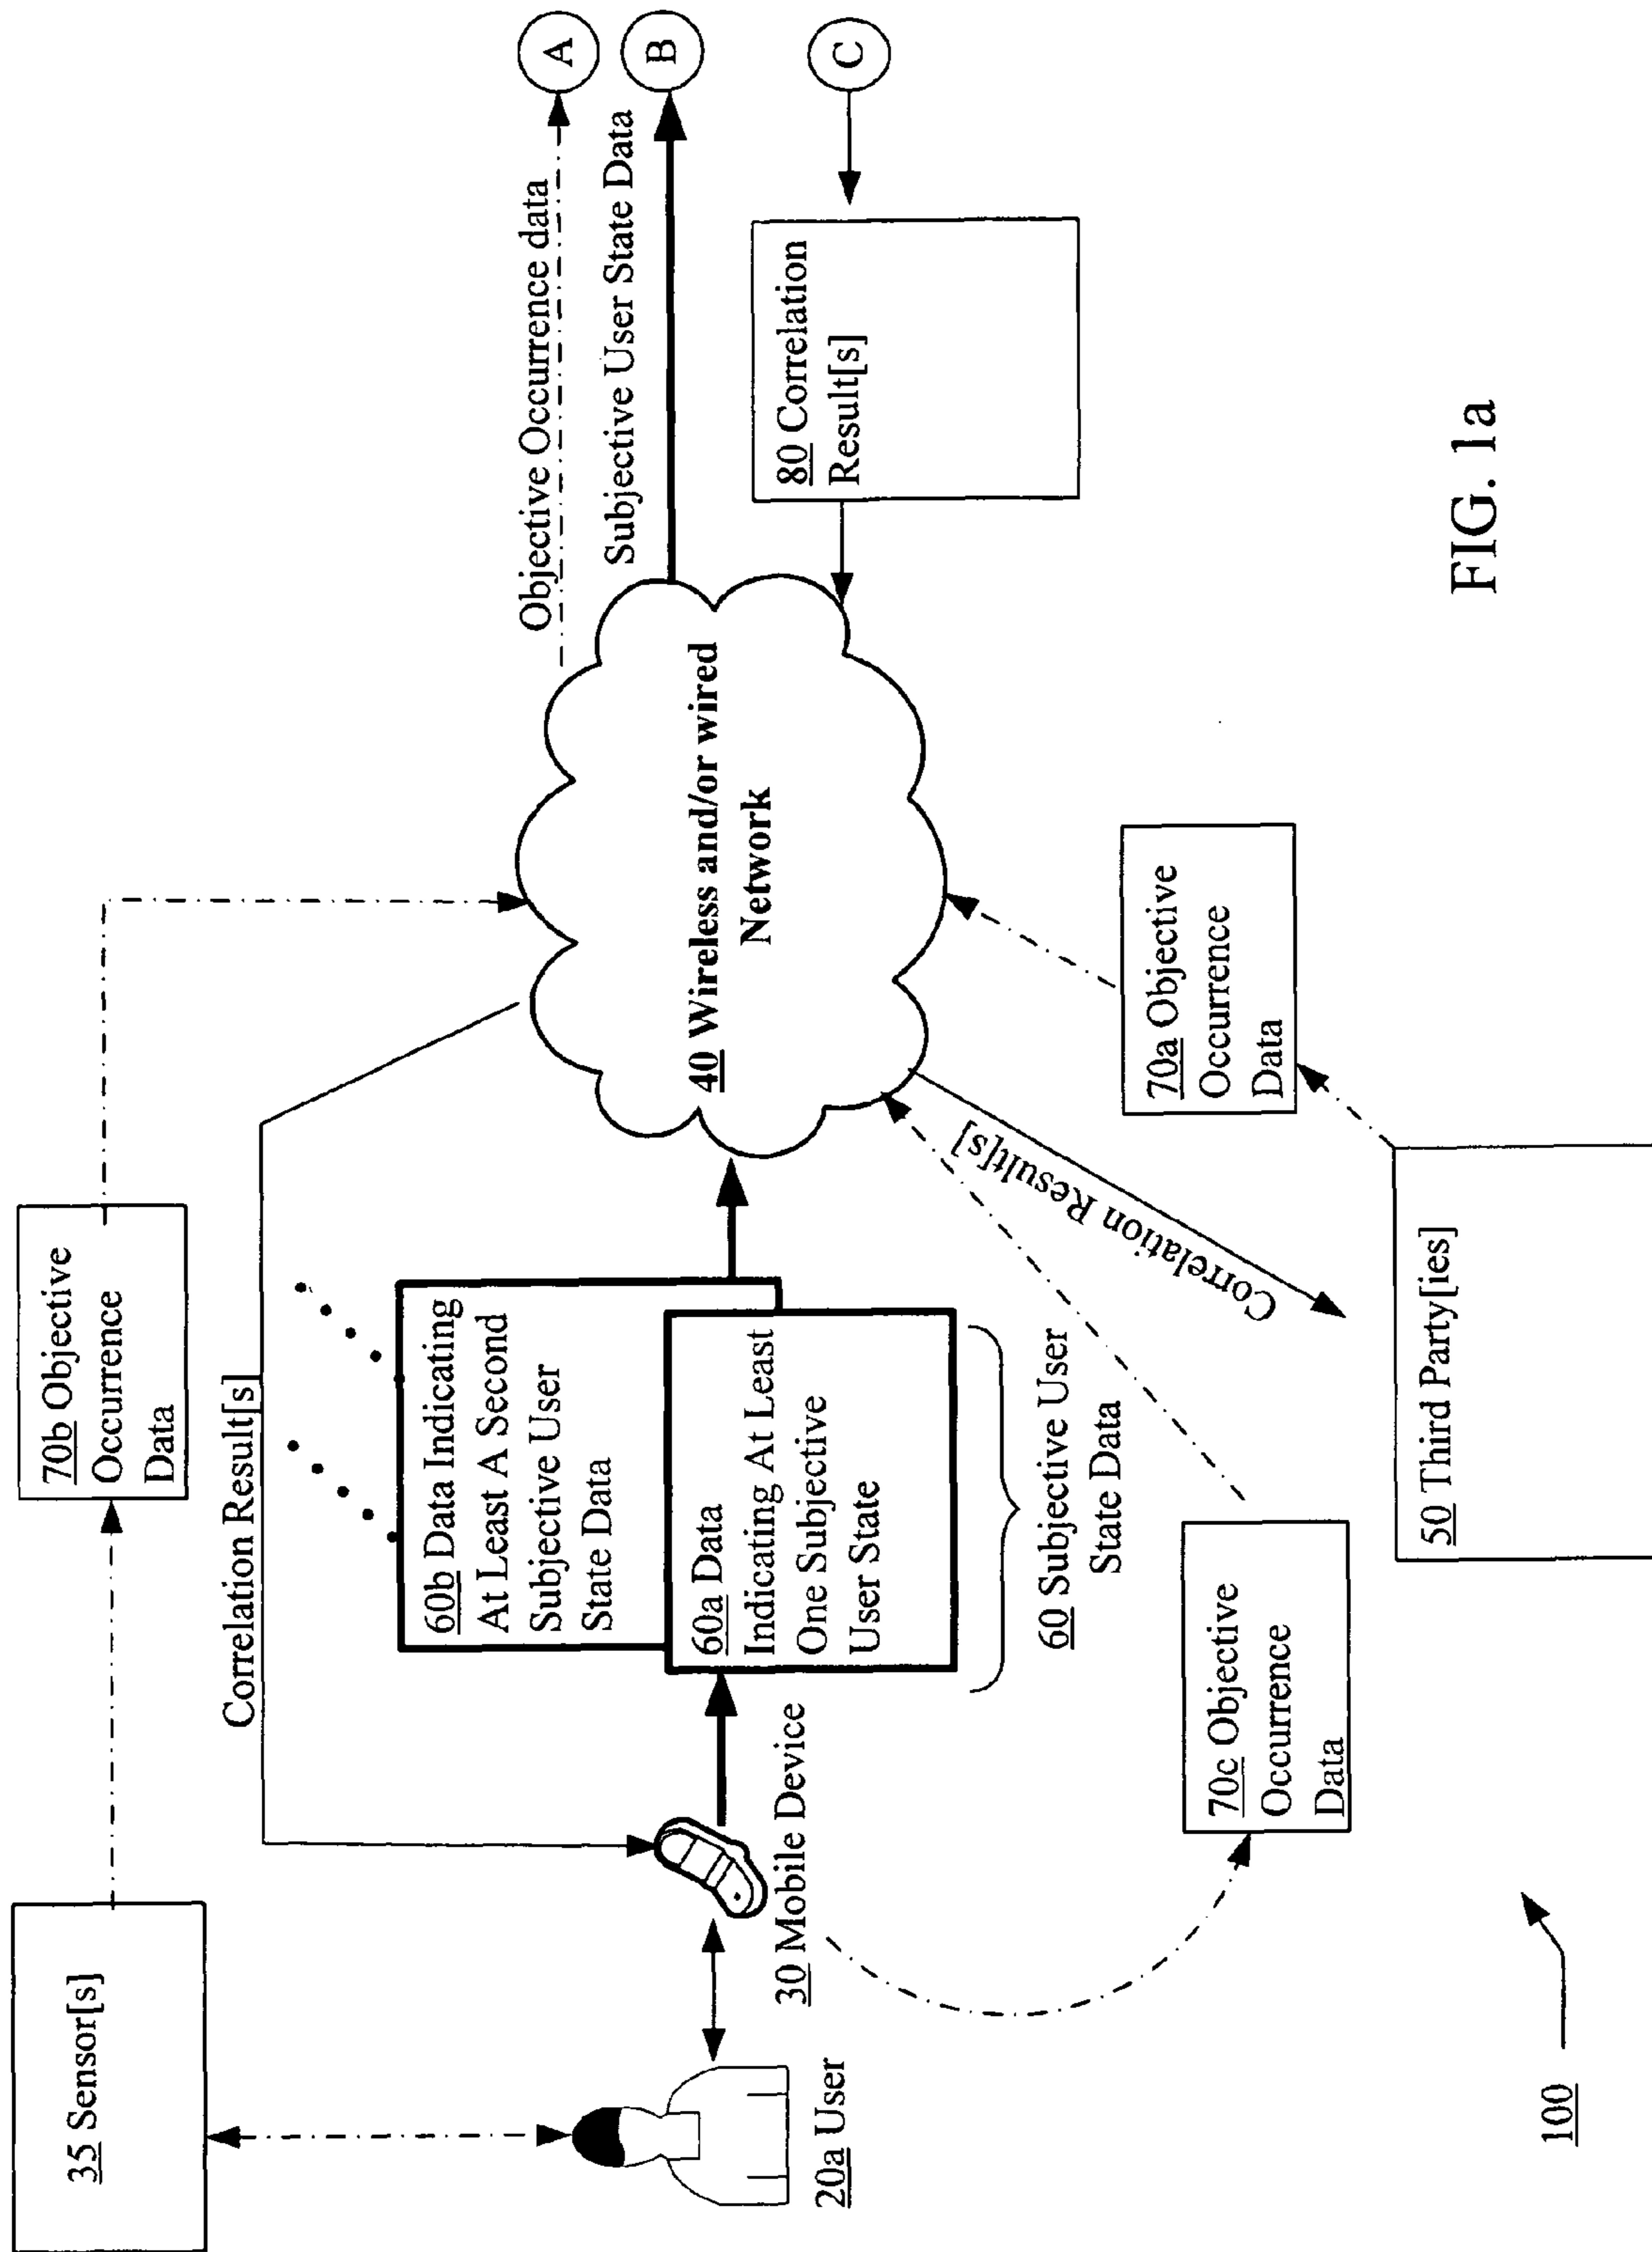 35 Sensor[s]
70b Objective
Occurrence
Data
Correlation Result[s]
Objective Occurrence data
A
Subjective User State Data
B
60b Data Indicating
At Least A Second
Subjective User
State Data
60a Data
Indicating At Least
One Subjective
User State
40 Wireless and/or wired
Network
80 Correlation
Result[s]
C
20a User
30 Mobile Device
60 Subjective User
State Data
Correlation Result[s]
70a Objective
Occurrence
Data
70c Objective
Occurrence
Data
50 Third Party[ies]
100
FIG. 1a